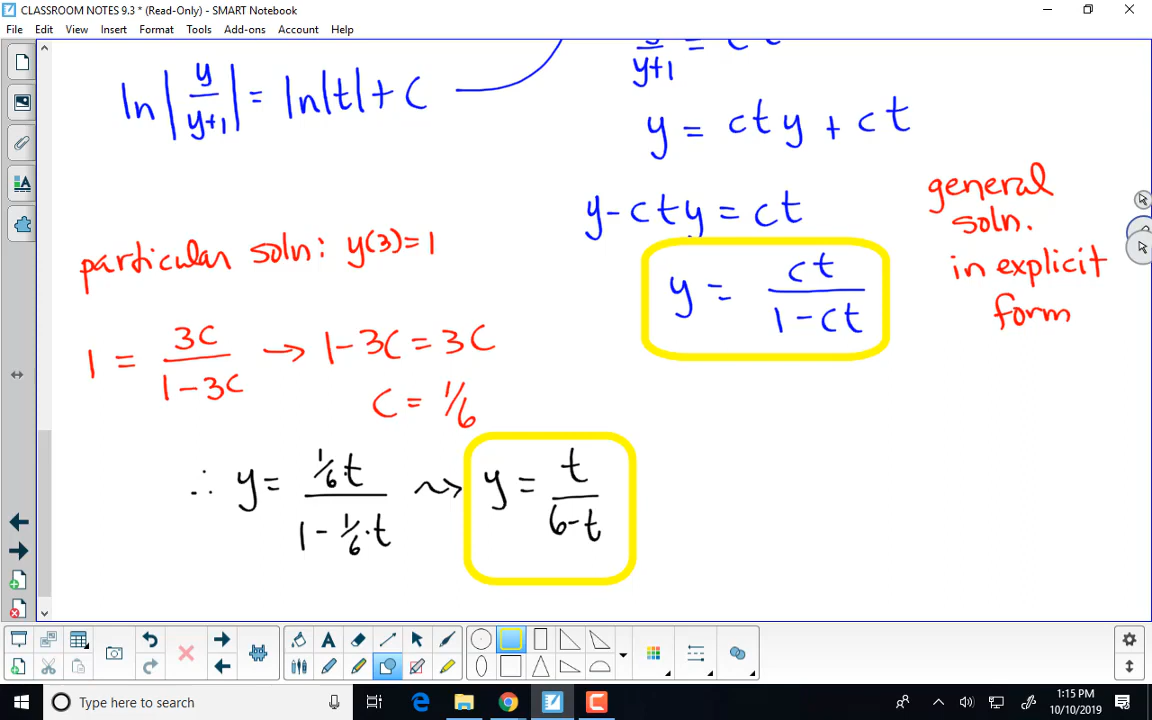 CLASSROOM NOTES 9.3 * (Read-Only) - SMART Notebook
File Edit View Insert Format Tools Add-ons Account Help
y+1
ln|y/y+1| = ln|t| + C
y = cty + ct
y - cty = ct
general
soln.
in explicit
form
y = ct/1-ct
particular soln: y(3)=1
1 = 3C/1-3C → 1-3C = 3C
C = 1/6
∴ y = 1/6t/1-1/6·t ⇝ y = t/6-t
Type here to search
1:15 PM
10/10/2019